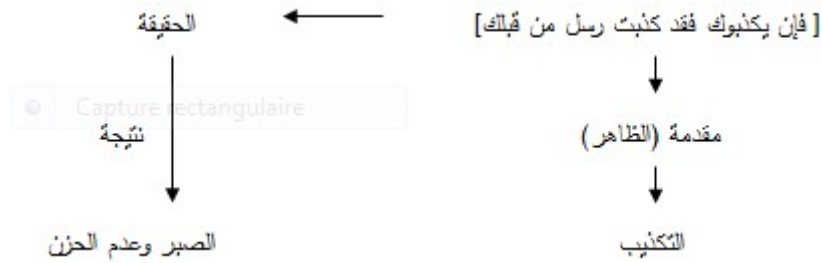 [فإن يكذبوك فقد كذبت رسل من قبلك]
الحقيقة
Capture rectangulaire
مقدمة (الظاهر)
نتيجة
التكذيب
الصبر وعدم الحزن